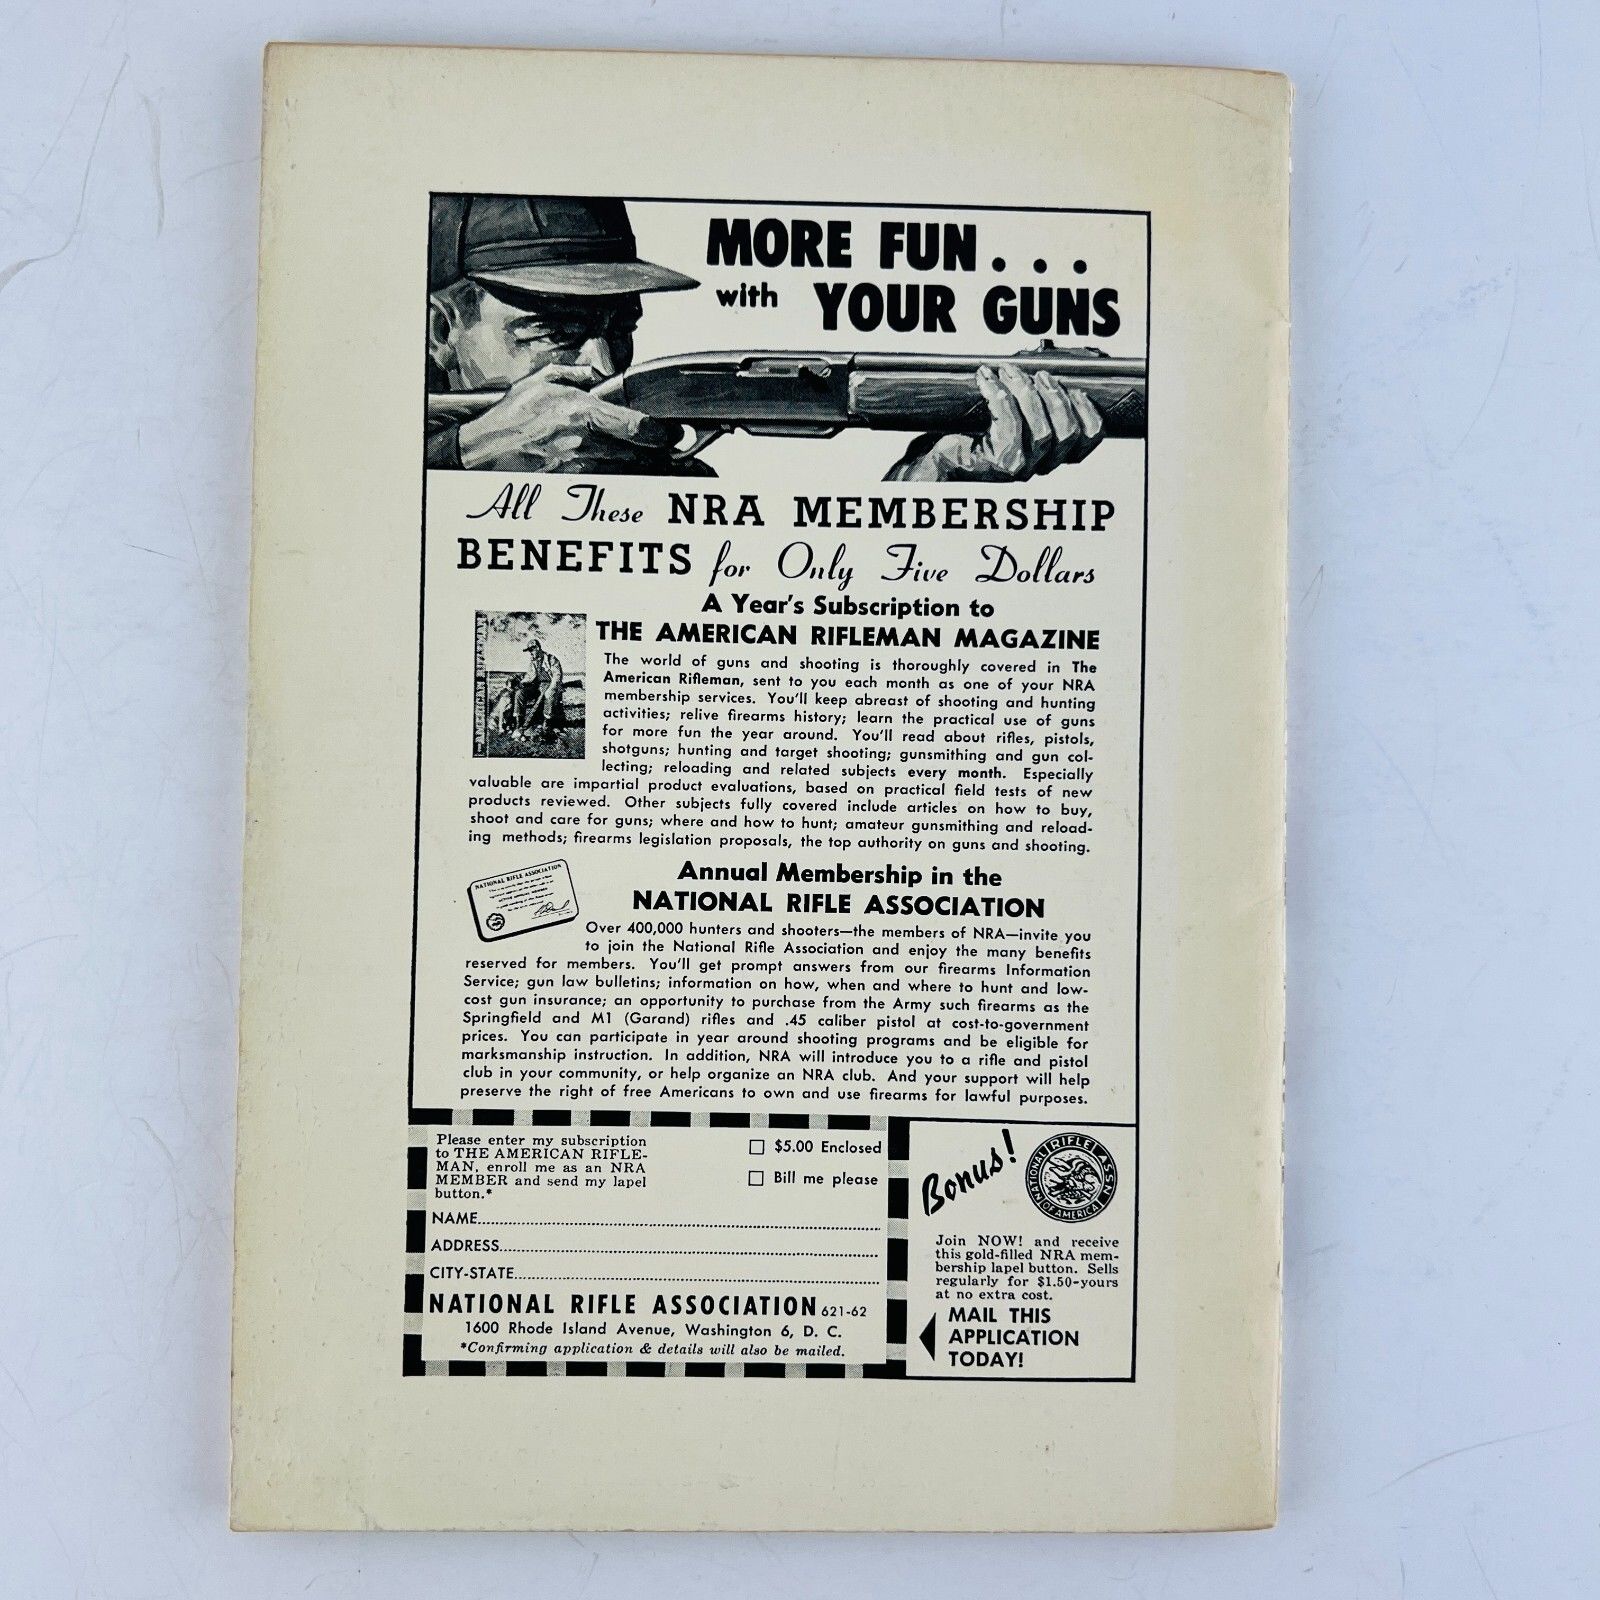 MORE FUN . . .
with YOUR GUNS
All These NRA MEMBERSHIP
BENEFITS for Only Five Dollars
A Year's Subscription to
THE AMERICAN RIFLEMAN MAGAZINE
AMERICAN RIFLEMAN
The world of guns and shooting is thoroughly covered in The
American Rifleman, sent to you each month as one of your NRA
membership services. You'll keep abreast of shooting and hunting
activities; relive firearms history; learn the practical use of guns
for more fun the year around. You'll read about rifles, pistols,
shotguns; hunting and target shooting; gunsmithing and gun col-
lecting; reloading and related subjects every month. Especially
valuable are impartial product evaluations, based on practical field tests of new
products reviewed. Other subjects fully covered include articles on how to buy,
shoot and care for guns; where and how to hunt; amateur gunsmithing and reload-
ing methods; firearms legislation proposals, the top authority on guns and shooting.
Annual Membership in the
NATIONAL RIFLE ASSOCIATION
NATIONAL RIFLE ASSOCIATION
Over 400,000 hunters and shooters—the members of NRA—invite you
to join the National Rifle Association and enjoy the many benefits
reserved for members. You'll get prompt answers from our firearms Information
Service; gun law bulletins; information on how, when and where to hunt and low-
cost gun insurance; an opportunity to purchase from the Army such firearms as the
Springfield and M1 (Garand) rifles and .45 caliber pistol at cost-to-government
prices. You can participate in year around shooting programs and be eligible for
marksmanship instruction. In addition, NRA will introduce you to a rifle and pistol
club in your community, or help organize an NRA club. And your support will help
preserve the right of free Americans to own and use firearms for lawful purposes.
Please enter my subscription
to THE AMERICAN RIFLE-
MAN, enroll me as an NRA
MEMBER and send my lapel
button.*
☐ $5.00 Enclosed
☐ Bill me please
NAME
ADDRESS
CITY-STATE
NATIONAL RIFLE ASSOCIATION 621-62
1600 Rhode Island Avenue, Washington 6, D. C.
*Confirming application & details will also be mailed.
Bonus!
NATIONAL RIFLE ASS'N
OF AMERICA
Join NOW! and receive
this gold-filled NRA mem-
bership lapel button. Sells
regularly for $1.50-yours
at no extra cost.
MAIL THIS
APPLICATION
TODAY!